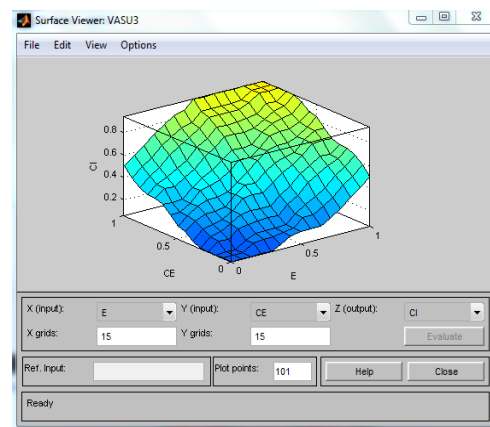 Surface Viewer: VASU3
File Edit View Options
0.8
0.6
0.4
0.2
CI
1
0.5
0
CE
0
0.5
1
E
X (input): E Y (input): CE Z (output): CI
X grids: 15 Y grids: 15 Evaluate
Ref. Input: Plot points: 101 Help Close
Ready